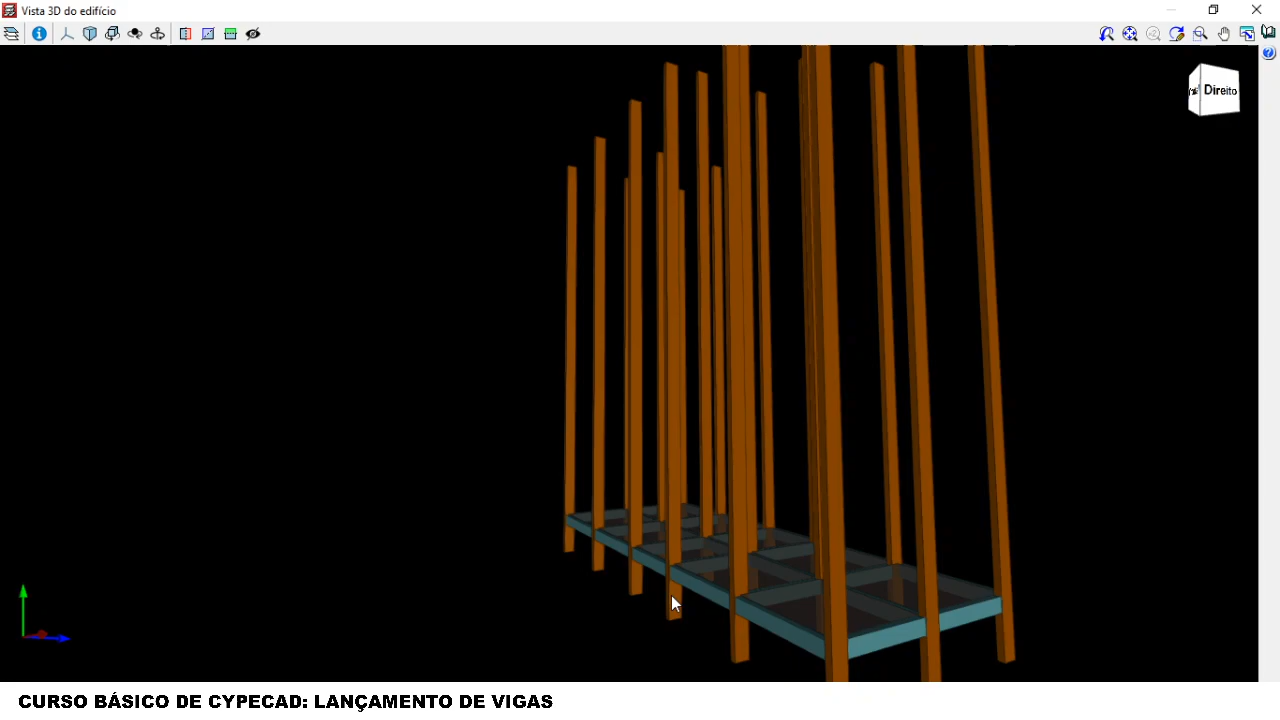 Vista 3D do edifício
Direito
CURSO BÁSICO DE CYPECAD: LANÇAMENTO DE VIGAS